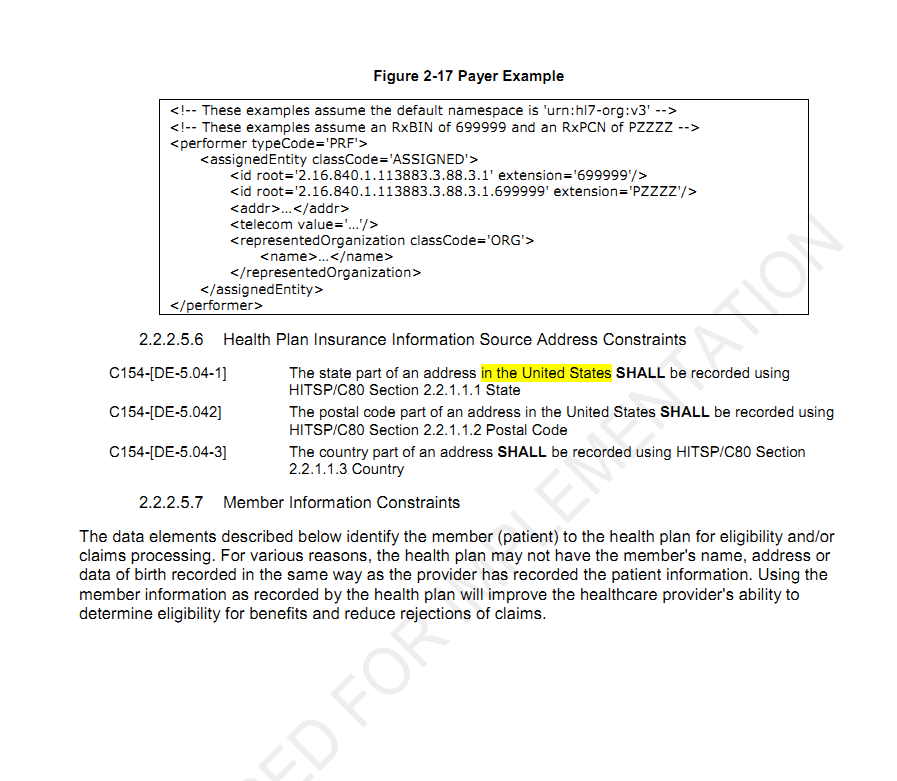 Figure 2-17 Payer Example
<!-- These examples assume the default namespace is 'urn:hl7-org:v3' -->
<!-- These examples assume an RxBIN of 699999 and an RxPCN of PZZZZ -->
<performer typeCode='PRF'>
<assignedEntity classCode='ASSIGNED'>
<id root='2.16.840.1.113883.3.88.3.1' extension='699999'/>
<id root='2.16.840.1.113883.3.88.3.1.699999' extension='PZZZZ'/>
<addr>…</addr>
<telecom value='…'/>
<representedOrganization classCode='ORG'>
<name>…</name>
</representedOrganization>
</assignedEntity>
</performer>
2.2.2.5.6 Health Plan Insurance Information Source Address Constraints
C154-[DE-5.04-1] The state part of an address in the United States SHALL be recorded using
HITSP/C80 Section 2.2.1.1.1 State
C154-[DE-5.042] The postal code part of an address in the United States SHALL be recorded using
HITSP/C80 Section 2.2.1.1.2 Postal Code
C154-[DE-5.04-3] The country part of an address SHALL be recorded using HITSP/C80 Section
2.2.1.1.3 Country
2.2.2.5.7 Member Information Constraints
The data elements described below identify the member (patient) to the health plan for eligibility and/or
claims processing. For various reasons, the health plan may not have the member's name, address or
data of birth recorded in the same way as the provider has recorded the patient information. Using the
member information as recorded by the health plan will improve the healthcare provider's ability to
determine eligibility for benefits and reduce rejections of claims.
FOR IMPLEMENTATION